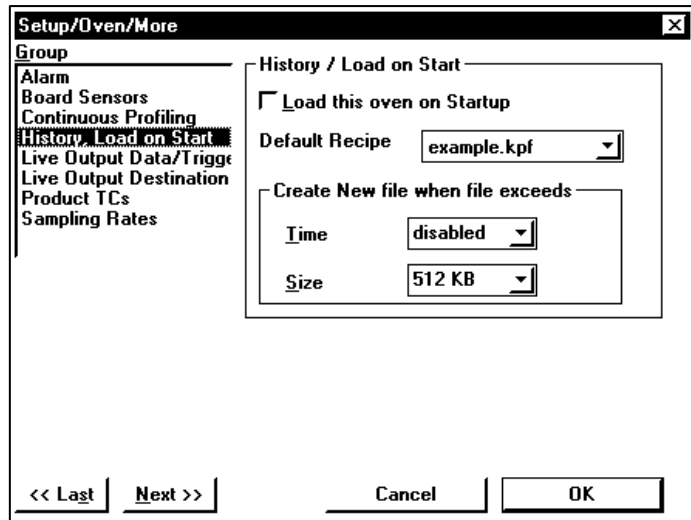 Setup/Oven/More
Group
Alarm
Board Sensors
Continuous Profiling
History, Load on Start
Live Output Data/Trigge
Live Output Destination
Product TCs
Sampling Rates
History / Load on Start
Load this oven on Startup
Default Recipe example.kpf
Create New file when file exceeds
Time disabled
Size 512 KB
<< Last Next >> Cancel OK